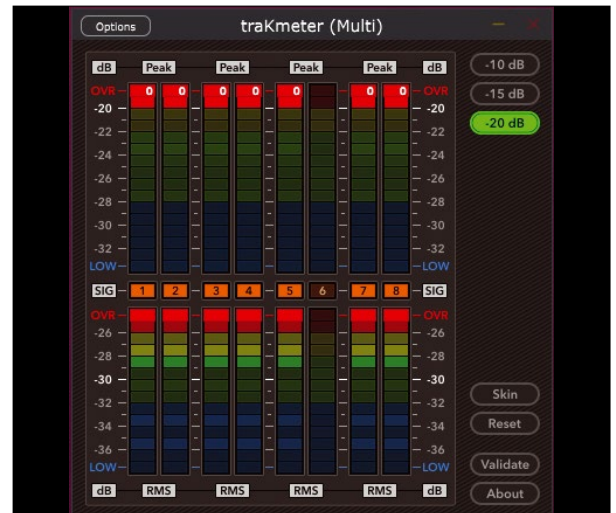 Options traKmeter (Multi)
dB Peak Peak Peak Peak dB -10 dB
OVR 0 0 0 0 0 0 0 OVR -15 dB
-20 -20 -20 dB
-22 -22
-24 -24
-26 -26
-28 -28
-30 -30
-32 -32
LOW LOW
SIG 1 2 3 4 5 6 7 8 SIG
OVR OVR
-26 -26
-28 -28
-30 -30
-32 -32 Skin
-34 -34 Reset
-36 -36
LOW LOW Validate
dB RMS RMS RMS RMS dB About